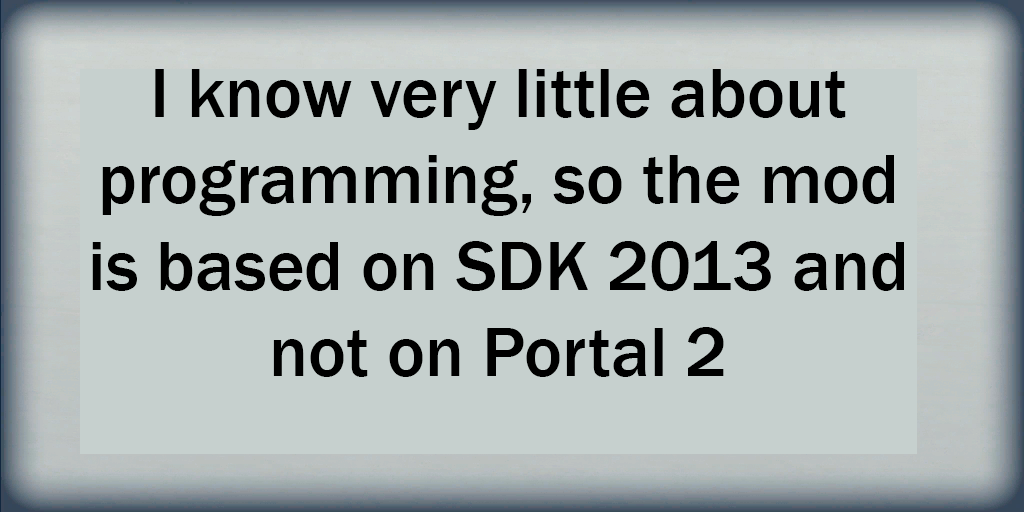 I know very little about
programming, so the mod
is based on SDK 2013 and
not on Portal 2